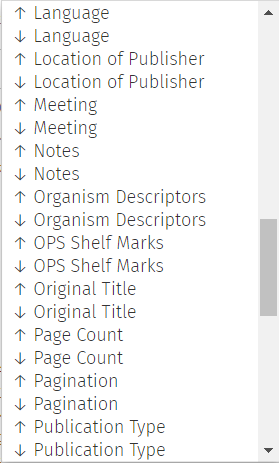 ↑ Language
↓ Language
↑ Location of Publisher
↓ Location of Publisher
↑ Meeting
↓ Meeting
↑ Notes
↓ Notes
↑ Organism Descriptors
↓ Organism Descriptors
↑ OPS Shelf Marks
↓ OPS Shelf Marks
↑ Original Title
↓ Original Title
↑ Page Count
↓ Page Count
↑ Pagination
↓ Pagination
↑ Publication Type
↓ Publication Type